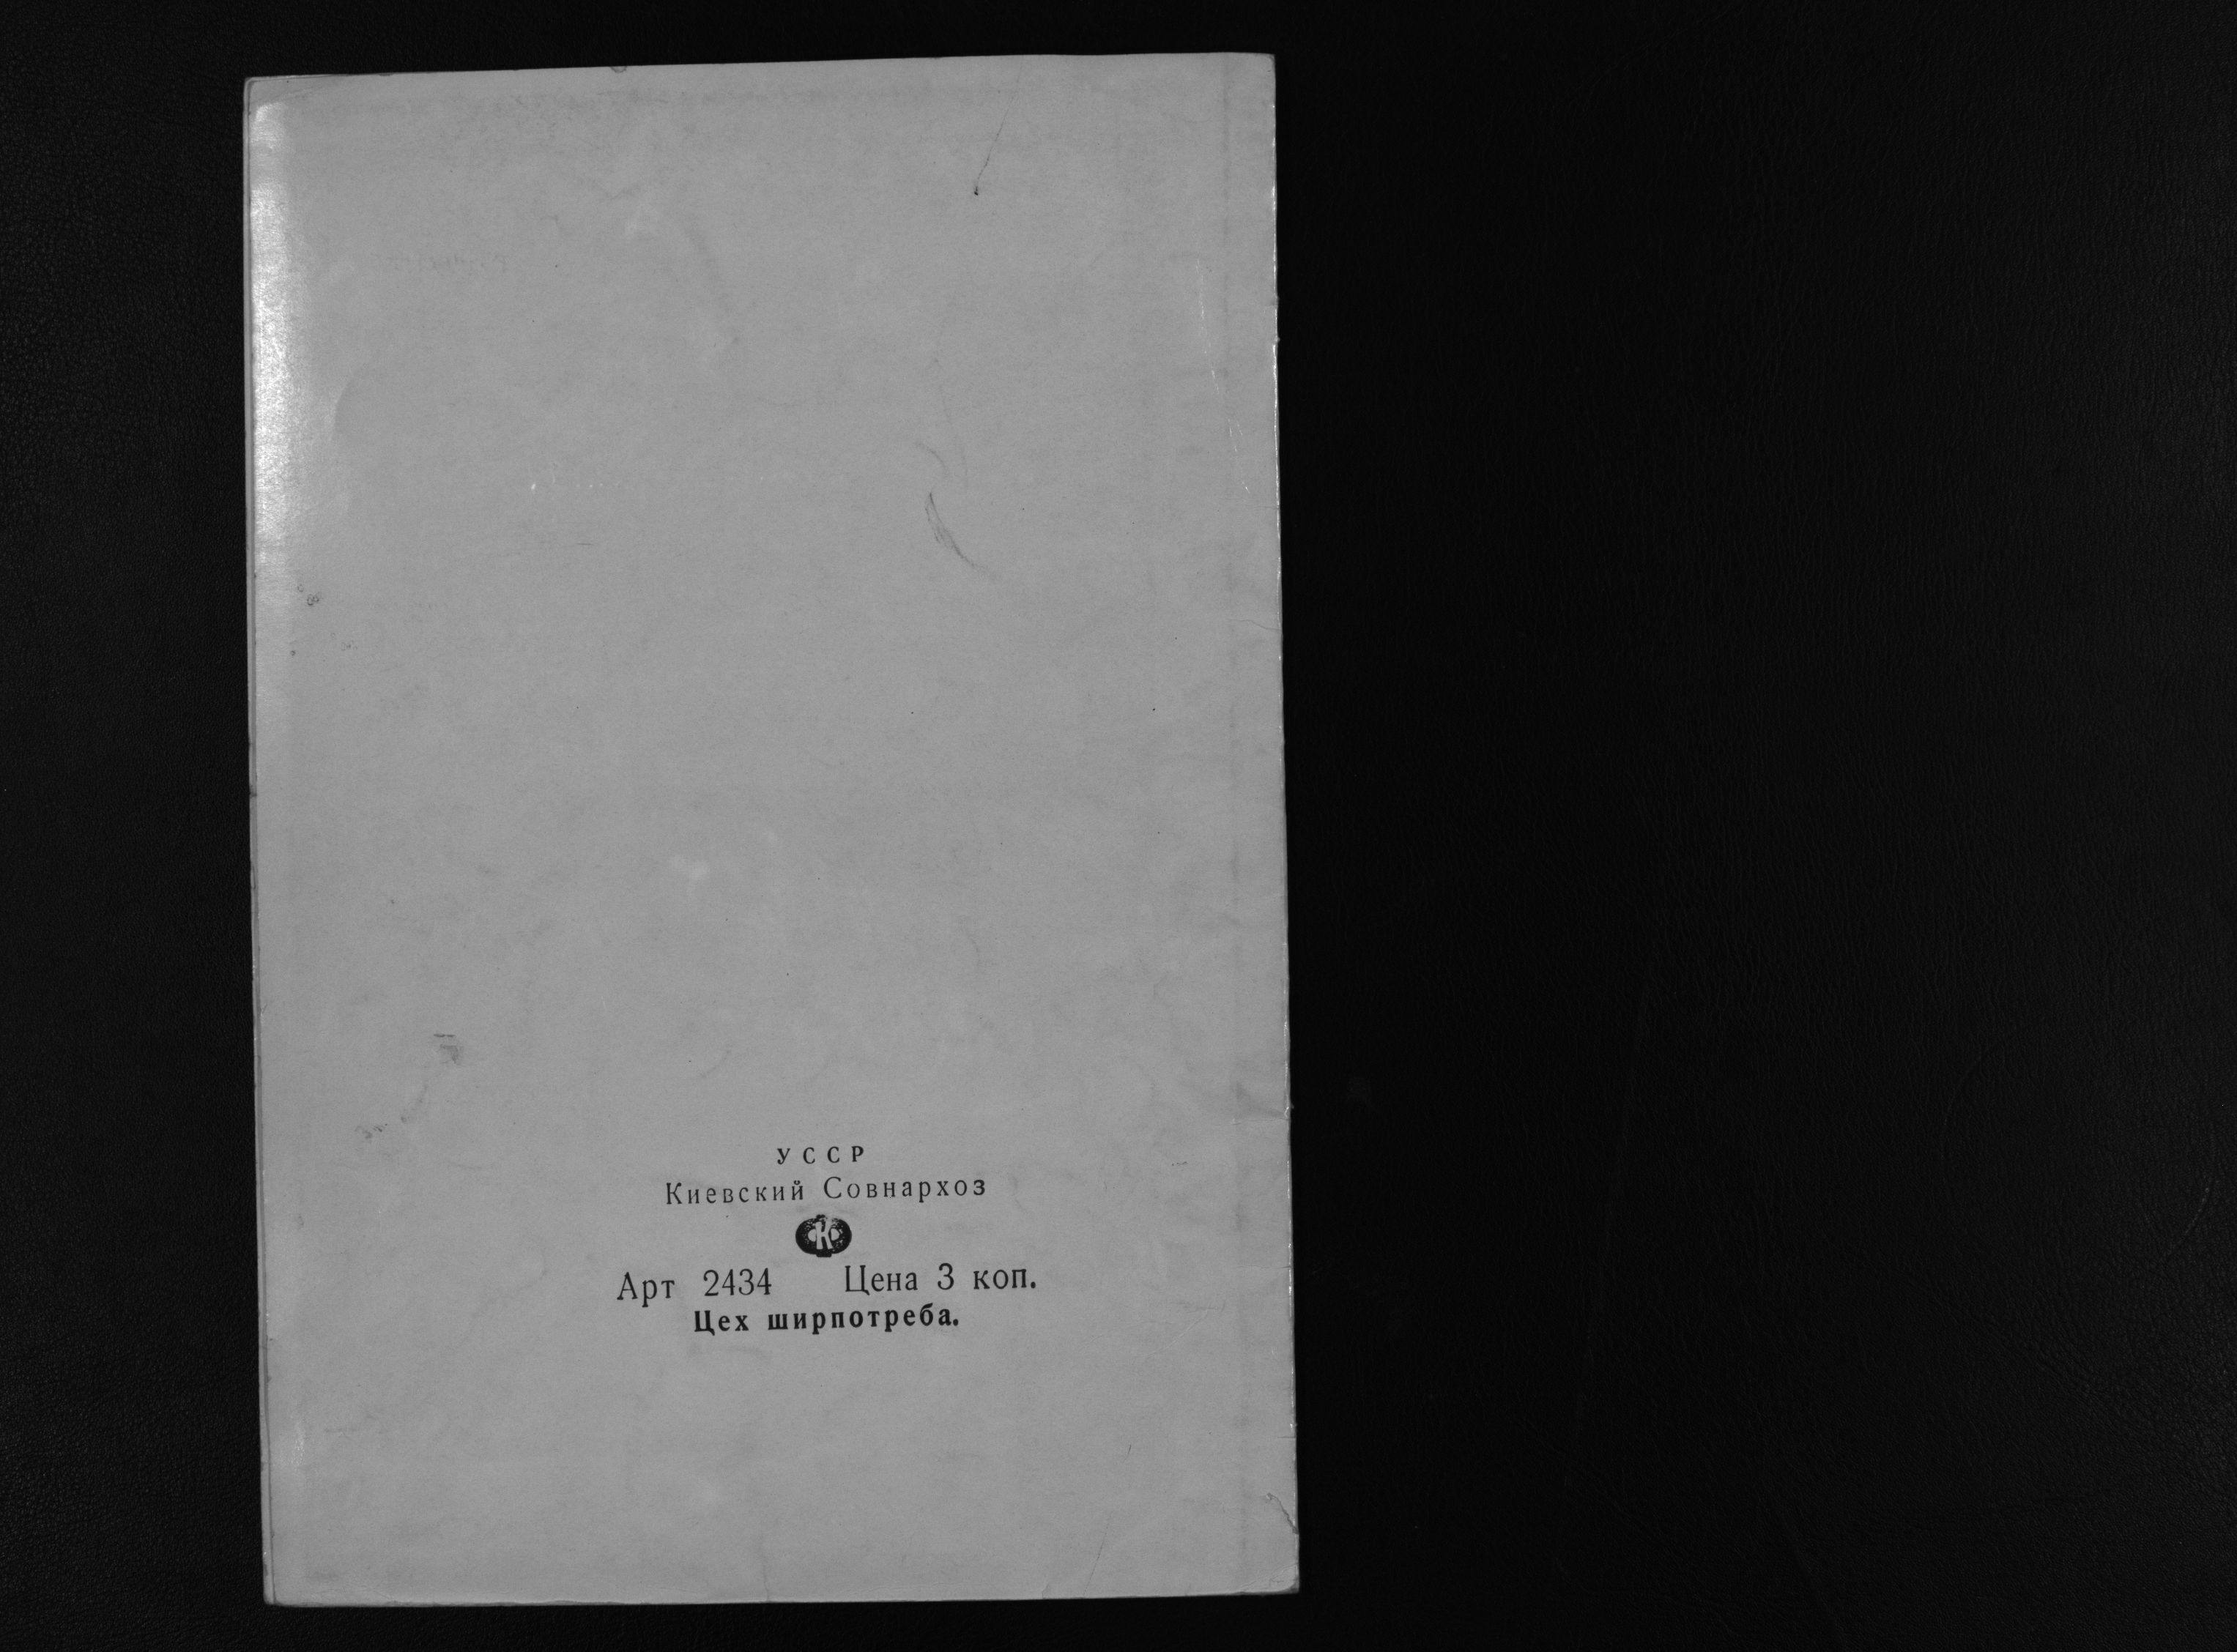 УССР
Киевский Совнархоз
К
Арт 2434 Цена 3 коп.
Цех ширпотреба.